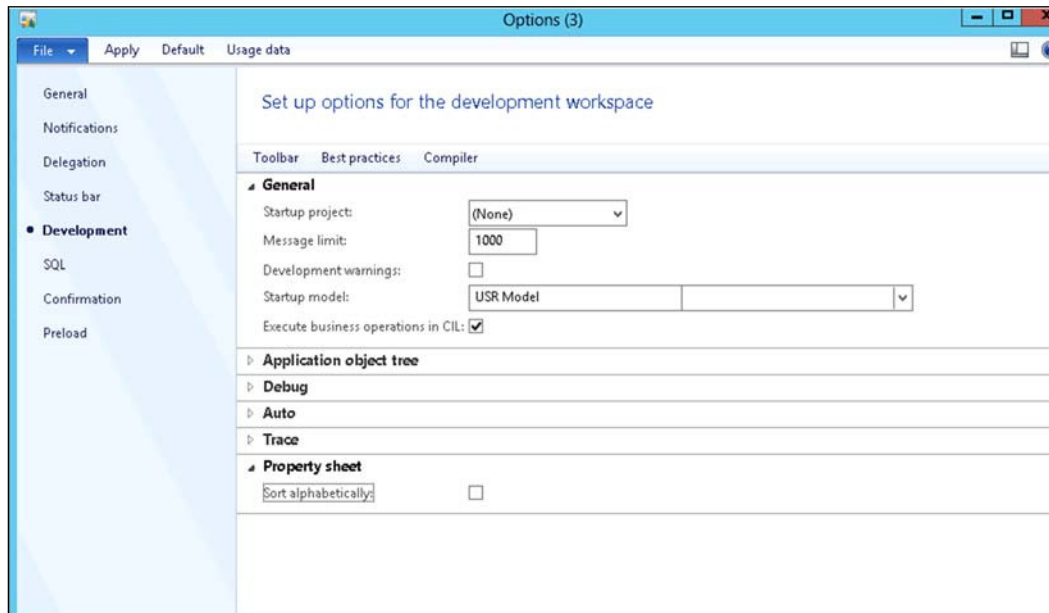 Options (3)
File Apply Default Usage data
General
Notifications
Delegation
Status bar
Development
SQL
Confirmation
Preload
Set up options for the development workspace
Toolbar Best practices Compiler
General
Startup project: (None)
Message limit: 1000
Development warnings:
Startup model: USR Model
Execute business operations in CIL:
Application object tree
Debug
Auto
Trace
Property sheet
Sort alphabetically: